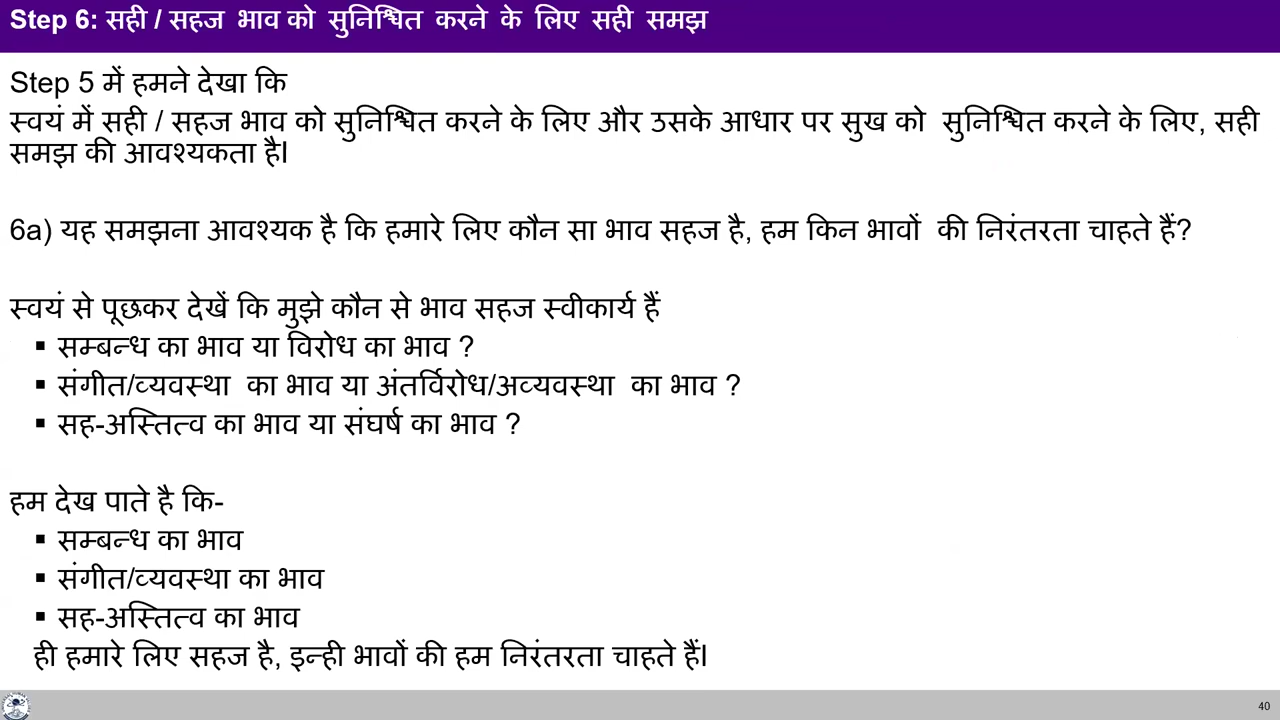 Step 6: सही / सहज भाव को सुनिश्चित करने के लिए सही समझ
Step 5 में हमने देखा कि
स्वयं में सही / सहज भाव को सुनिश्चित करने के लिए और उसके आधार पर सुख को सुनिश्चित करने के लिए, सही
समझ की आवश्यकता है।
6a) यह समझना आवश्यक है कि हमारे लिए कौन सा भाव सहज है, हम किन भावों की निरंतरता चाहते हैं?
स्वयं से पूछकर देखें कि मुझे कौन से भाव सहज स्वीकार्य हैं
▪ सम्बन्ध का भाव या विरोध का भाव ?
▪ संगीत/व्यवस्था का भाव या अंतर्विरोध/अव्यवस्था का भाव ?
▪ सह-अस्तित्व का भाव या संघर्ष का भाव ?
हम देख पाते है कि-
▪ सम्बन्ध का भाव
▪ संगीत/व्यवस्था का भाव
▪ सह-अस्तित्व का भाव
ही हमारे लिए सहज है, इन्ही भावों की हम निरंतरता चाहते हैं।
40